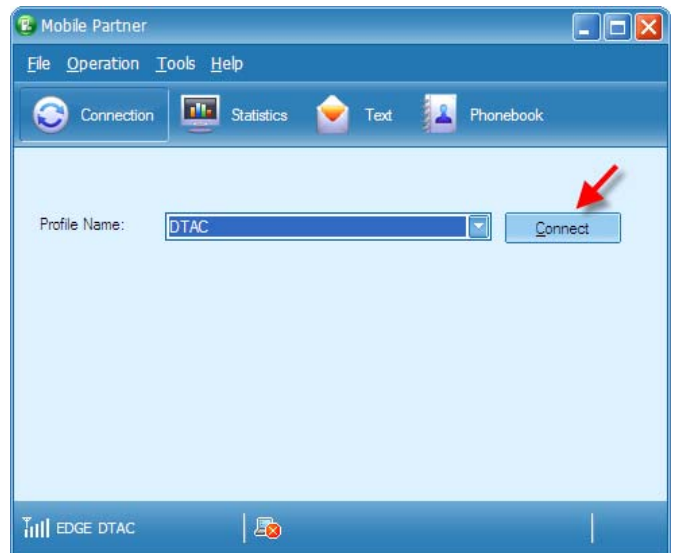 Mobile Partner
File Operation Tools Help
Connection Statistics Text Phonebook
Profile Name: DTAC Connect
EDGE DTAC